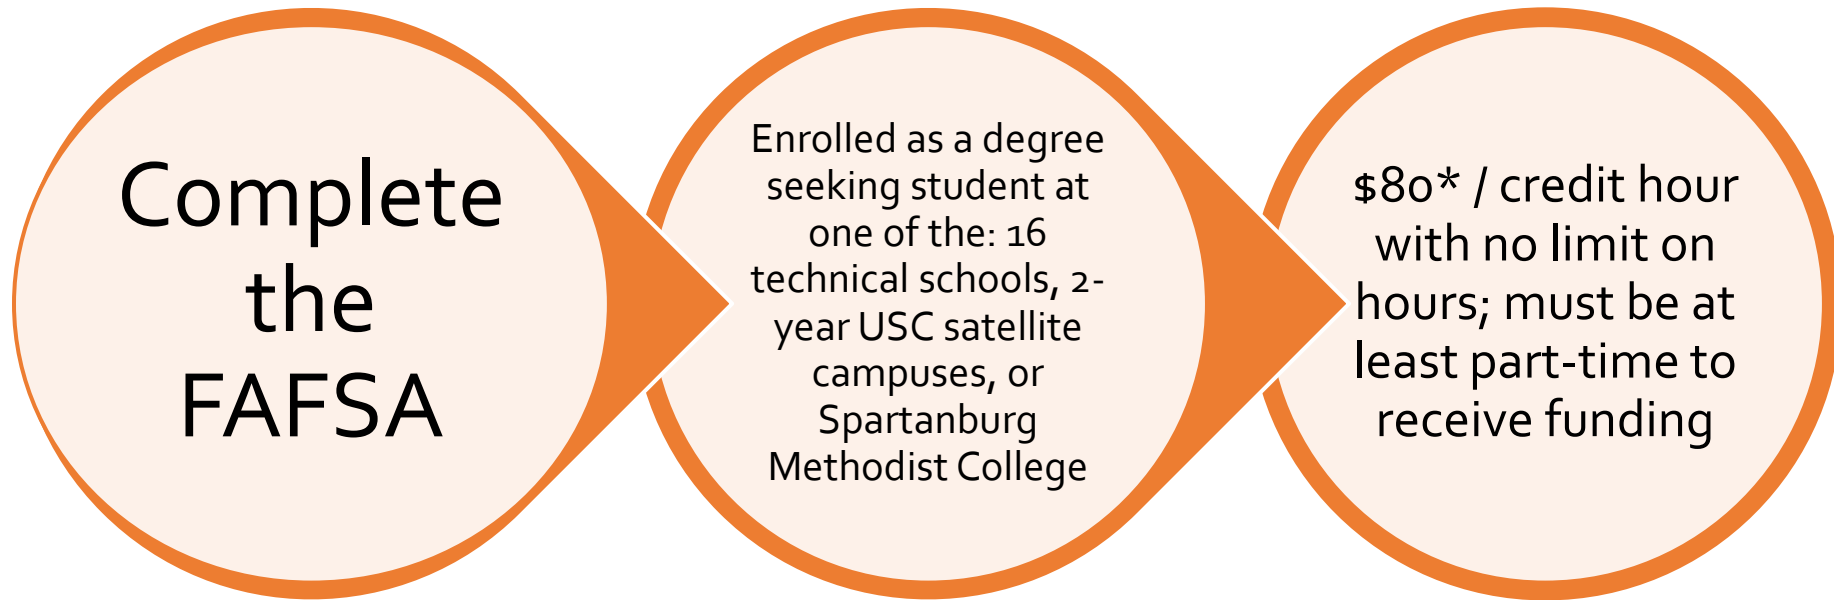 Complete
the
FAFSA
Enrolled as a degree
seeking student at
one of the: 16
technical schools, 2-
year USC satellite
campuses, or
Spartanburg
Methodist College
$80* / credit hour
with no limit on
hours; must be at
least part-time to
receive funding